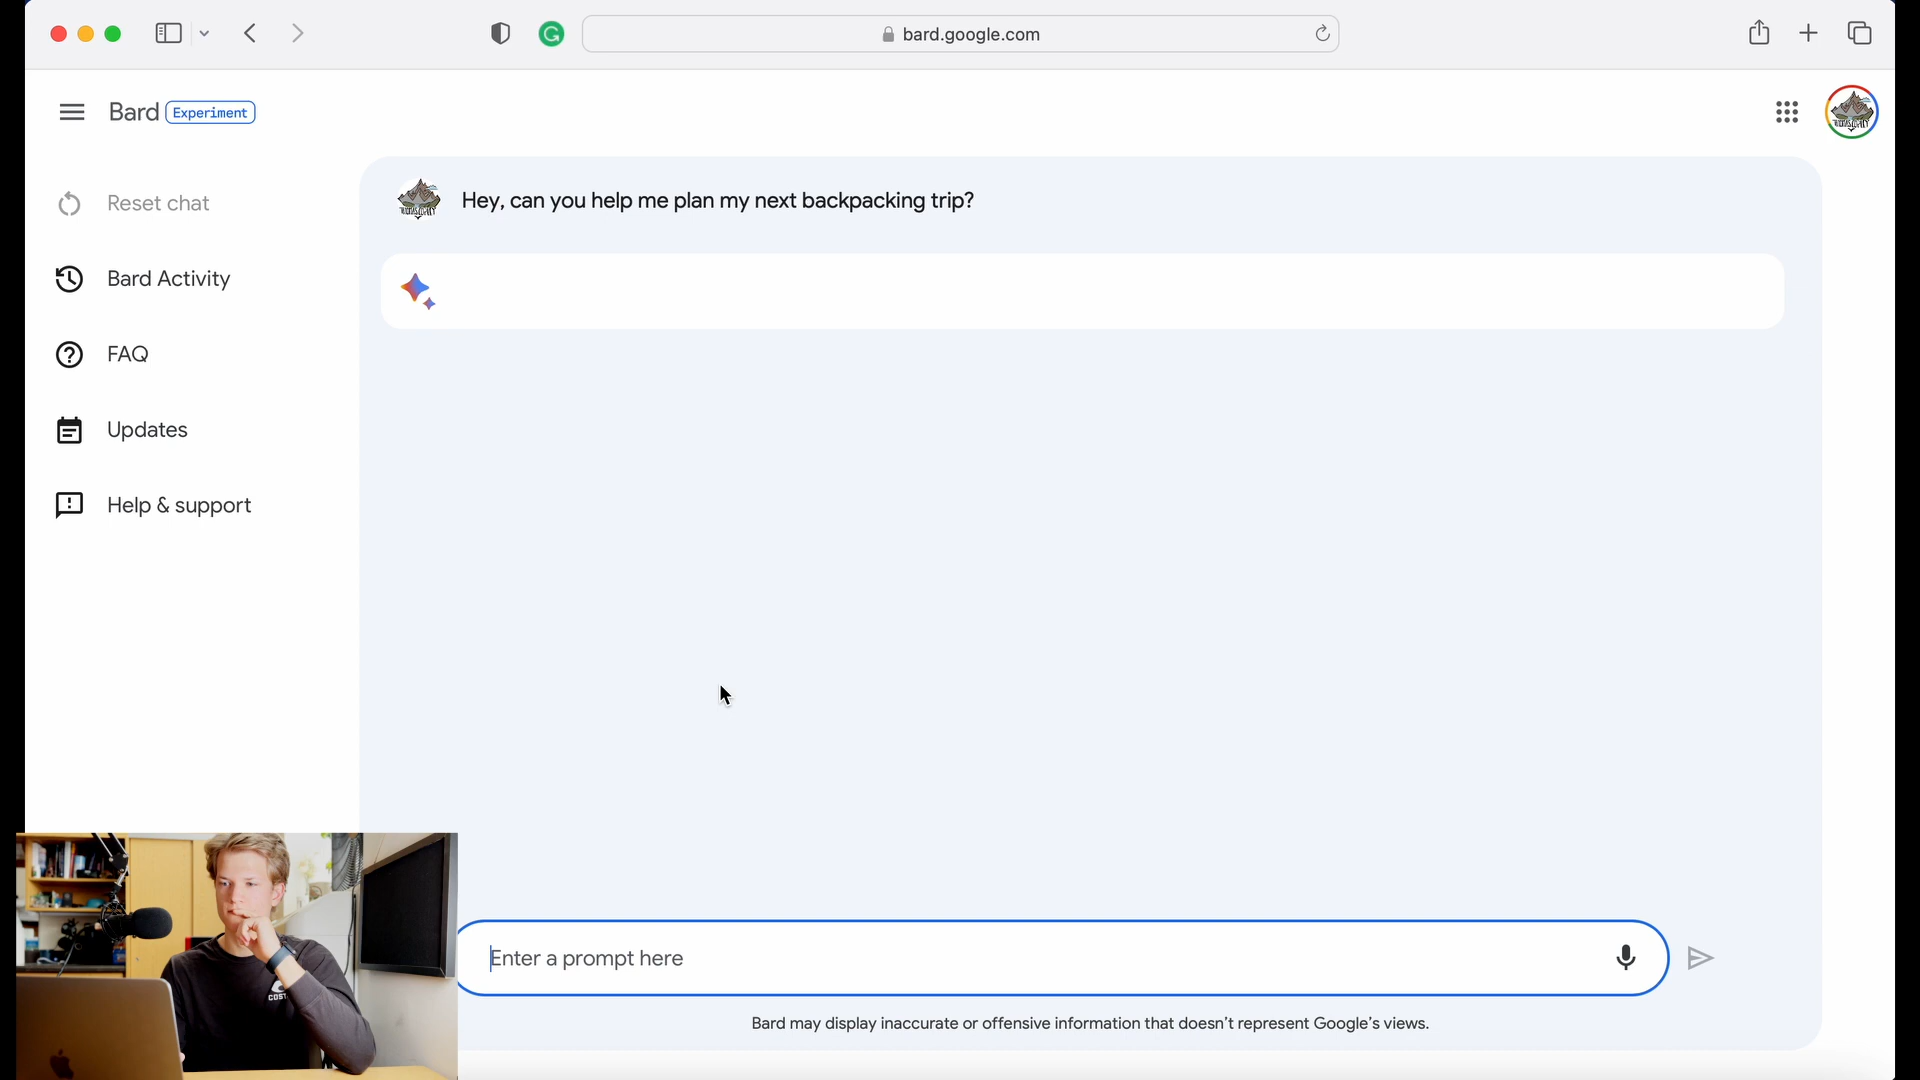 bard.google.com
Bard Experiment
Reset chat
Bard Activity
FAQ
Updates
Help & support
Hey, can you help me plan my next backpacking trip?
Enter a prompt here
Bard may display inaccurate or offensive information that doesn't represent Google's views.